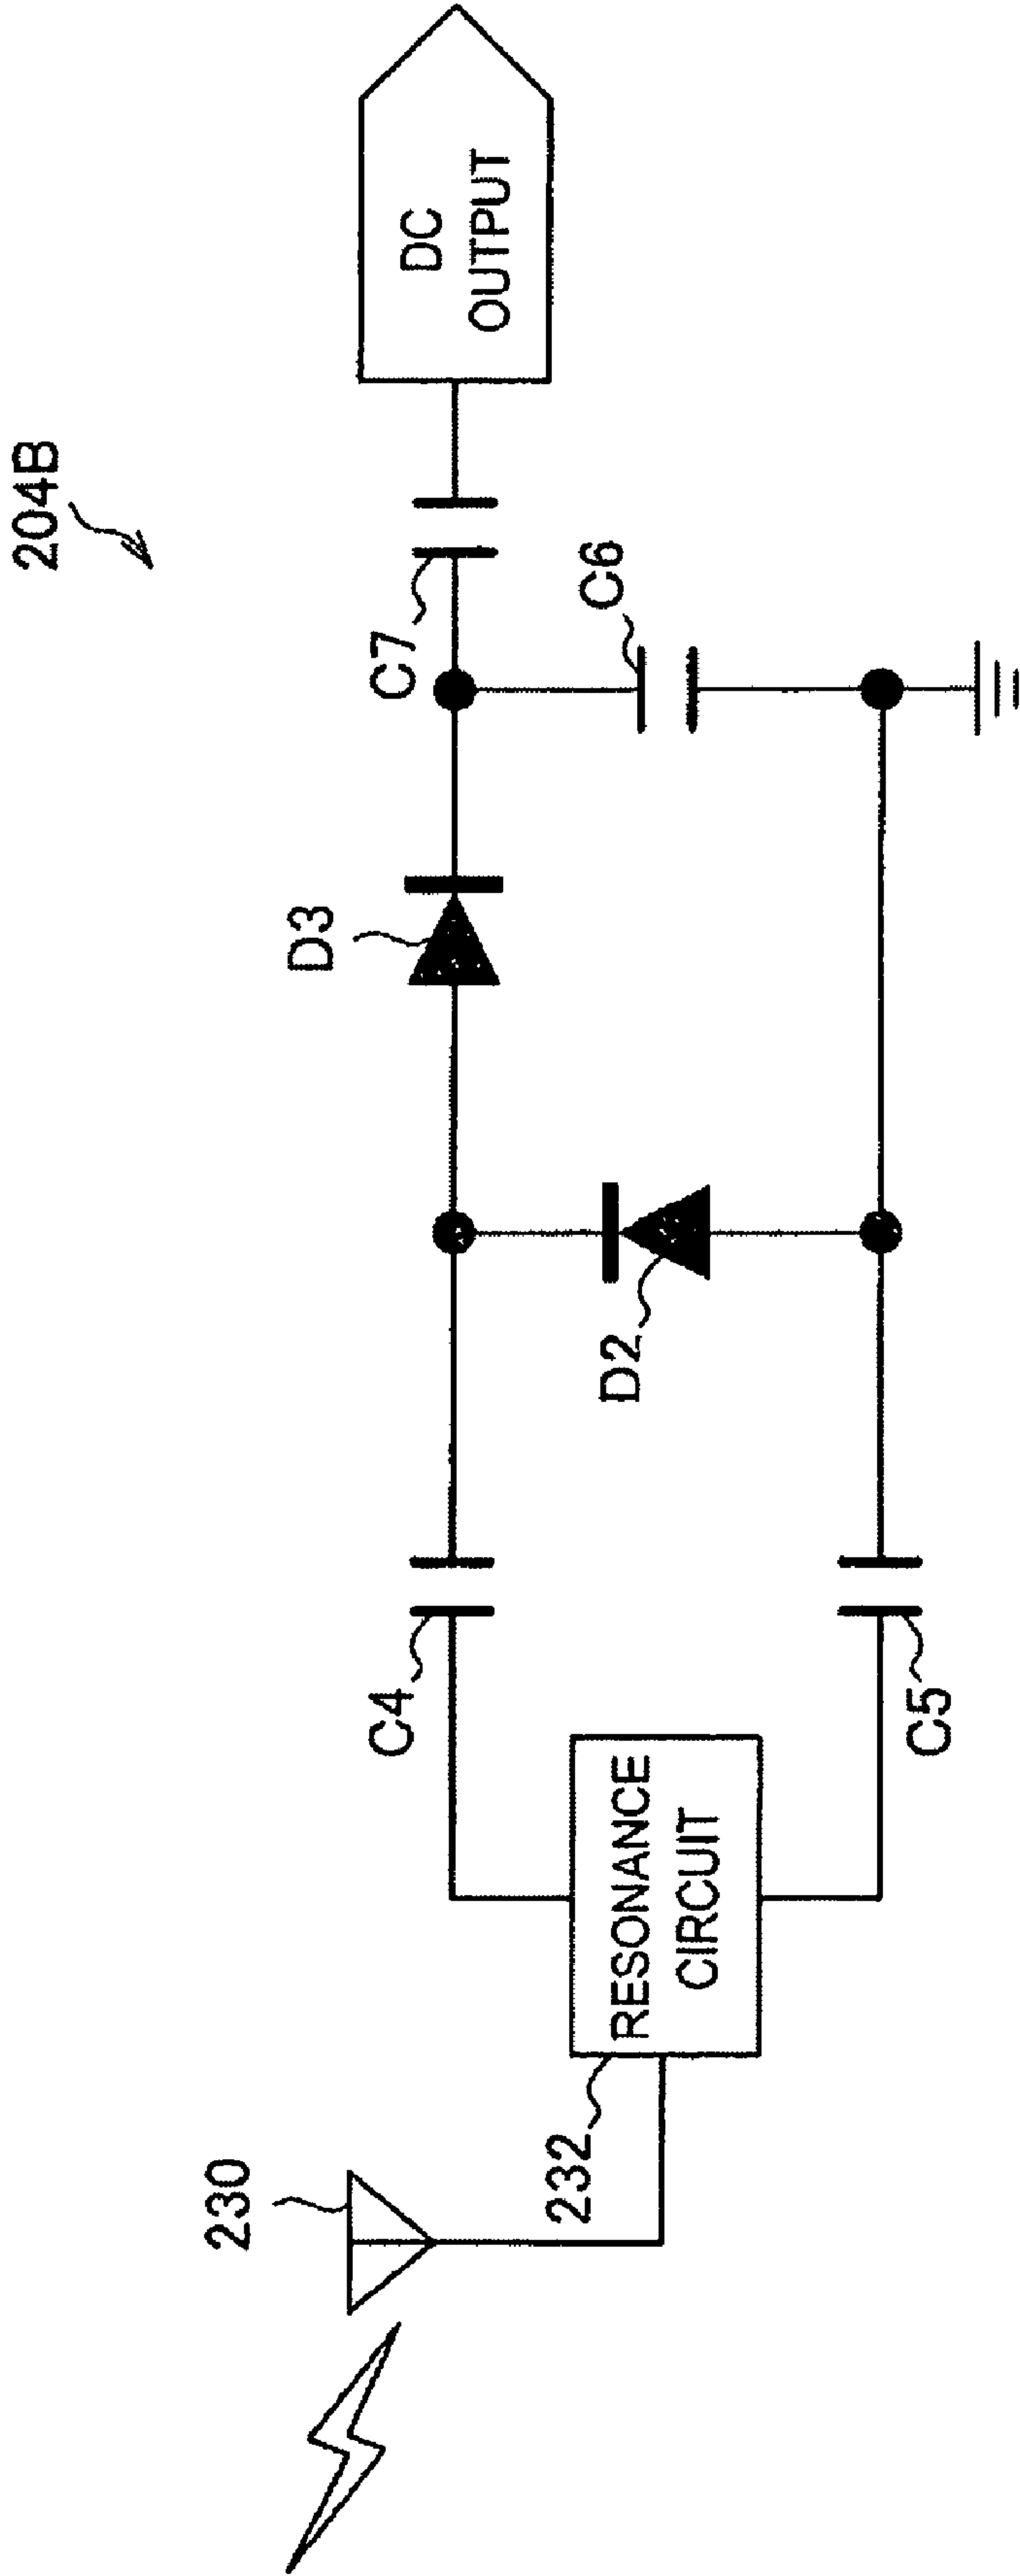 204B
230
232
RESONANCE
CIRCUIT
C4
C5
D2
D3
C7
C6
DC
OUTPUT